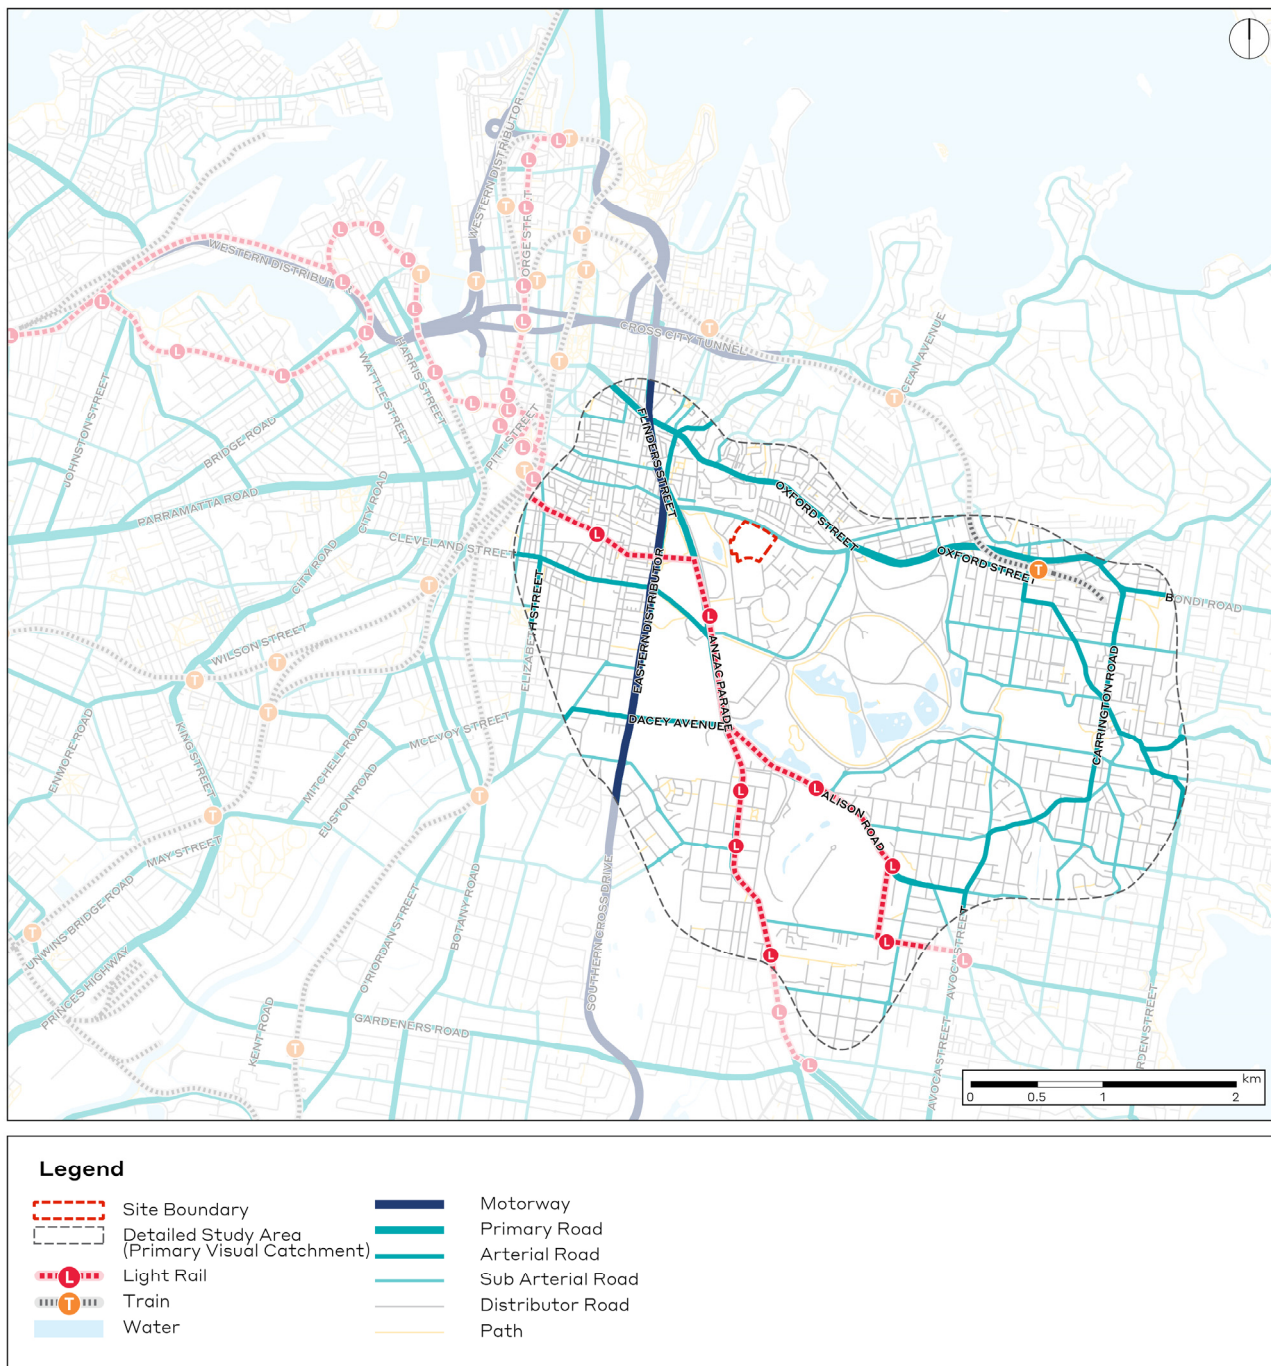 WESTERN DISTRIBUTOR
WESTERN DISTRIBUT
ORGE STR
CROSS CITY TUNNEL
CEAN AVENUE
JOHNSTON STREET
BRIDGE ROAD
WATTLE STREET
HARRIS STREET
PITT STREET
PARRAMATTA ROAD
CITY ROAD
CITY ROAD
CLEVELAND STREET
FLINDERS STREET
OXFORD STREET
OXFORD STREET
BONDI ROAD
WILSON STREET
ELIZABETH STREET
EASTERN DISTRIBUTOR
ANZAC PARADE
DACEY AVENUE
CARRINGTON ROAD
ENMORE ROAD
KING STREET
MITCHELL ROAD
EUSTON ROAD
MCEVOY STREET
ALISON ROAD
MAY STREET
UNWINS BRIDGE ROAD
PRINCES HIGHWAY
O'RIORDAN STREET
BOTANY ROAD
SOUTHERN CROSS DRIVE
KENT ROAD
GARDENERS ROAD
AVOCA STREET
AVOCA STREET
RDEN STREET
km
0 0.5 1 2
Legend
Site Boundary
Detailed Study Area
(Primary Visual Catchment)
L Light Rail
T Train
Water
Motorway
Primary Road
Arterial Road
Sub Arterial Road
Distributor Road
Path